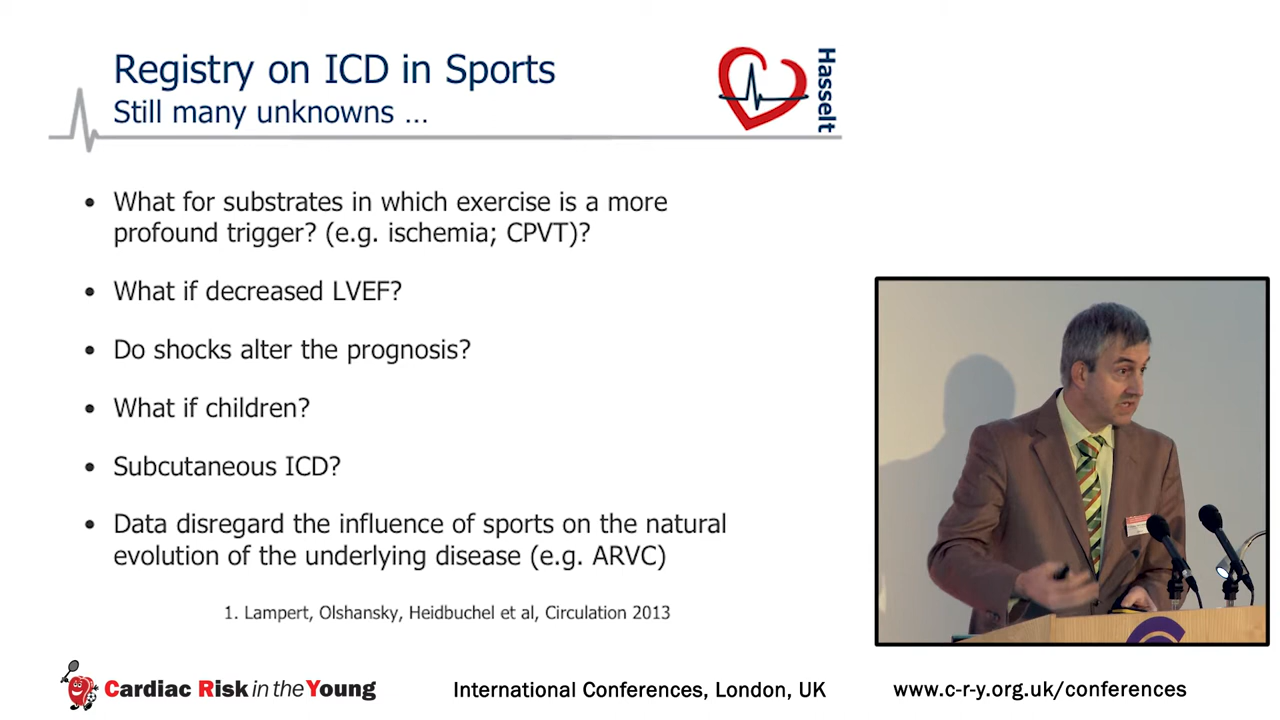 Registry on ICD in Sports
Still many unknowns ...
Hasselt
• What for substrates in which exercise is a more
profound trigger? (e.g. ischemia; CPVT)?
• What if decreased LVEF?
• Do shocks alter the prognosis?
• What if children?
• Subcutaneous ICD?
• Data disregard the influence of sports on the natural
evolution of the underlying disease (e.g. ARVC)
1. Lampert, Olshansky, Heidbuchel et al, Circulation 2013
Cardiac Risk in the Young
International Conferences, London, UK
www.c-r-y.org.uk/conferences